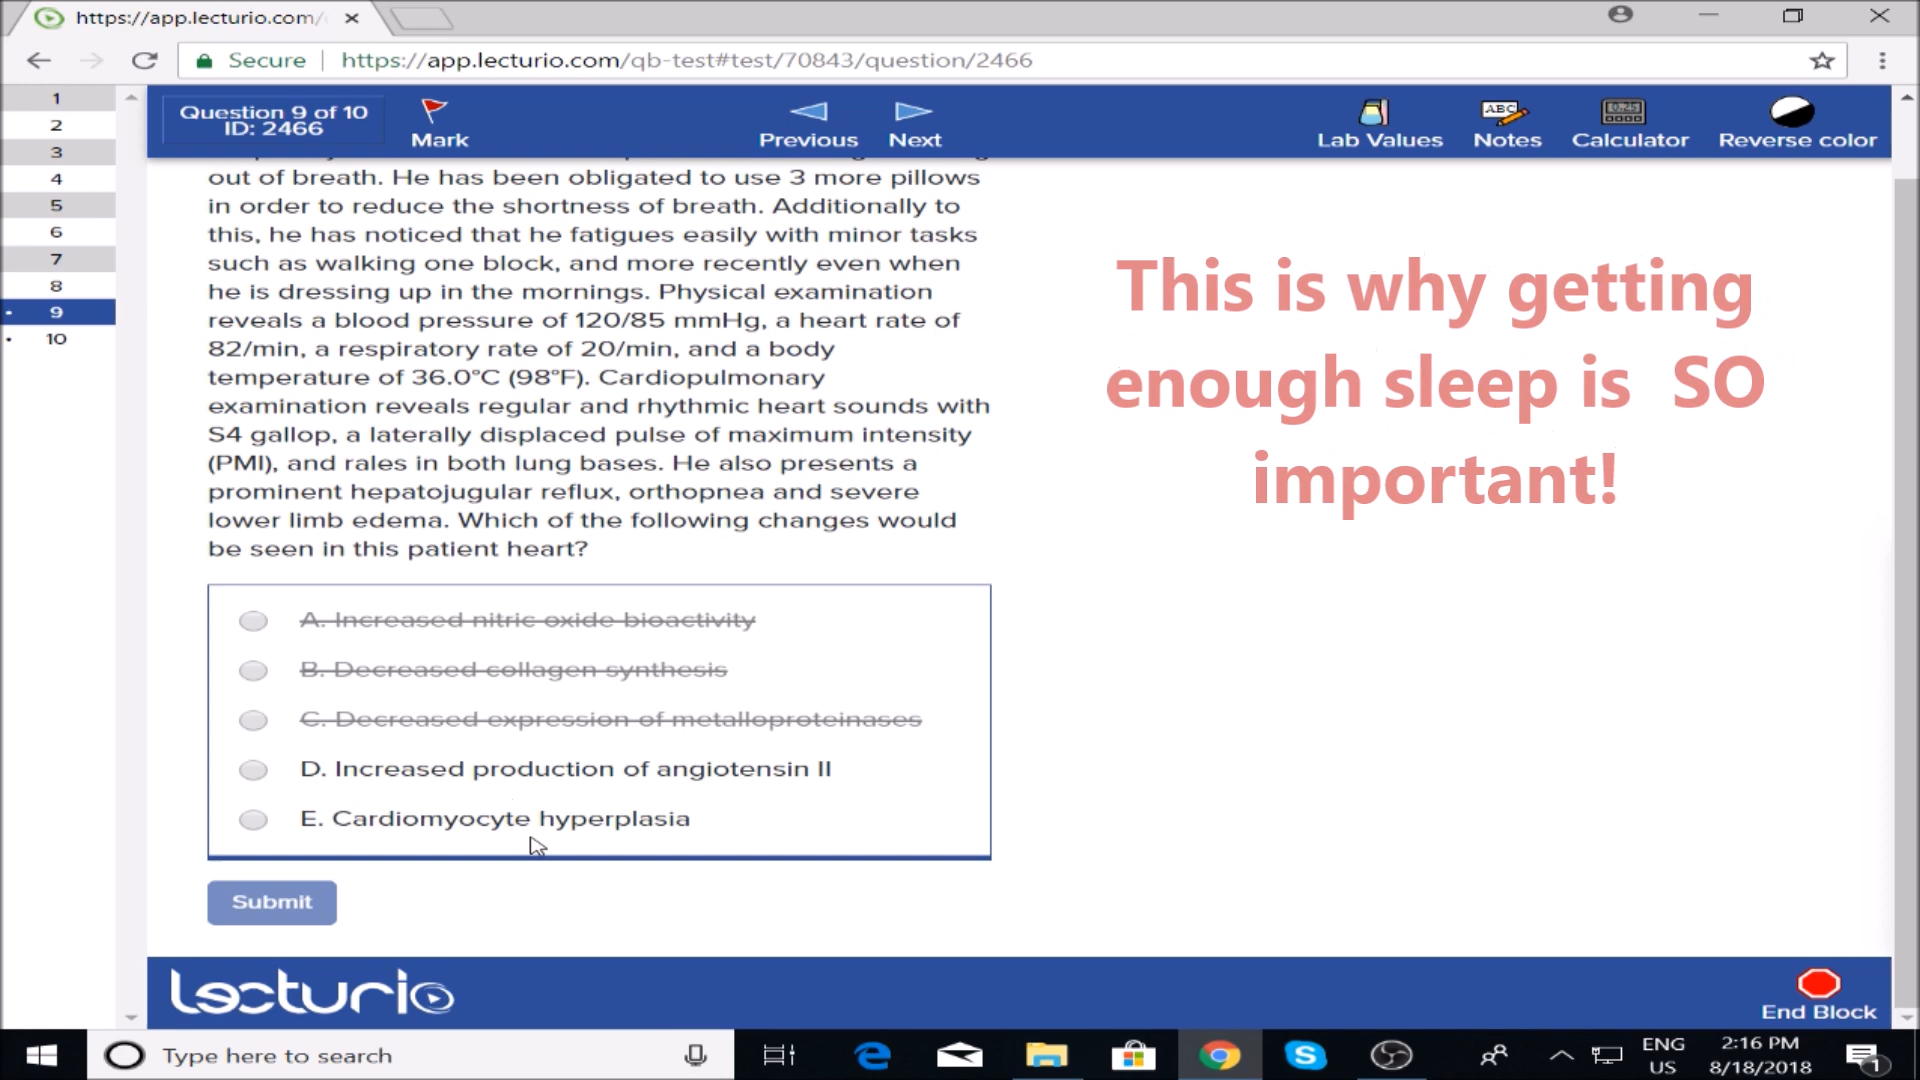 https://app.lecturio.com/
Secure
https://app.lecturio.com/qb-test#test/70843/question/2466
1
2
3
4
5
6
7
8
9
10
Question 9 of 10
ID: 2466
Mark
Previous
Next
Lab Values
ABC
Notes
0.25
Calculator
Reverse color
out of breath. He has been obligated to use 3 more pillows
in order to reduce the shortness of breath. Additionally to
this, he has noticed that he fatigues easily with minor tasks
such as walking one block, and more recently even when
he is dressing up in the mornings. Physical examination
reveals a blood pressure of 120/85 mmHg, a heart rate of
82/min, a respiratory rate of 20/min, and a body
temperature of 36.0°C (98°F). Cardiopulmonary
examination reveals regular and rhythmic heart sounds with
S4 gallop, a laterally displaced pulse of maximum intensity
(PMI), and rales in both lung bases. He also presents a
prominent hepatojugular reflux, orthopnea and severe
lower limb edema. Which of the following changes would
be seen in this patient heart?
A. Increased nitric oxide bioactivity
B. Decreased collagen synthesis
C. Decreased expression of metalloproteinases
D. Increased production of angiotensin II
E. Cardiomyocyte hyperplasia
Submit
This is why getting
enough sleep is SO
important!
lecturio
End Block
Type here to search
ENG
US
2:16 PM
8/18/2018
1